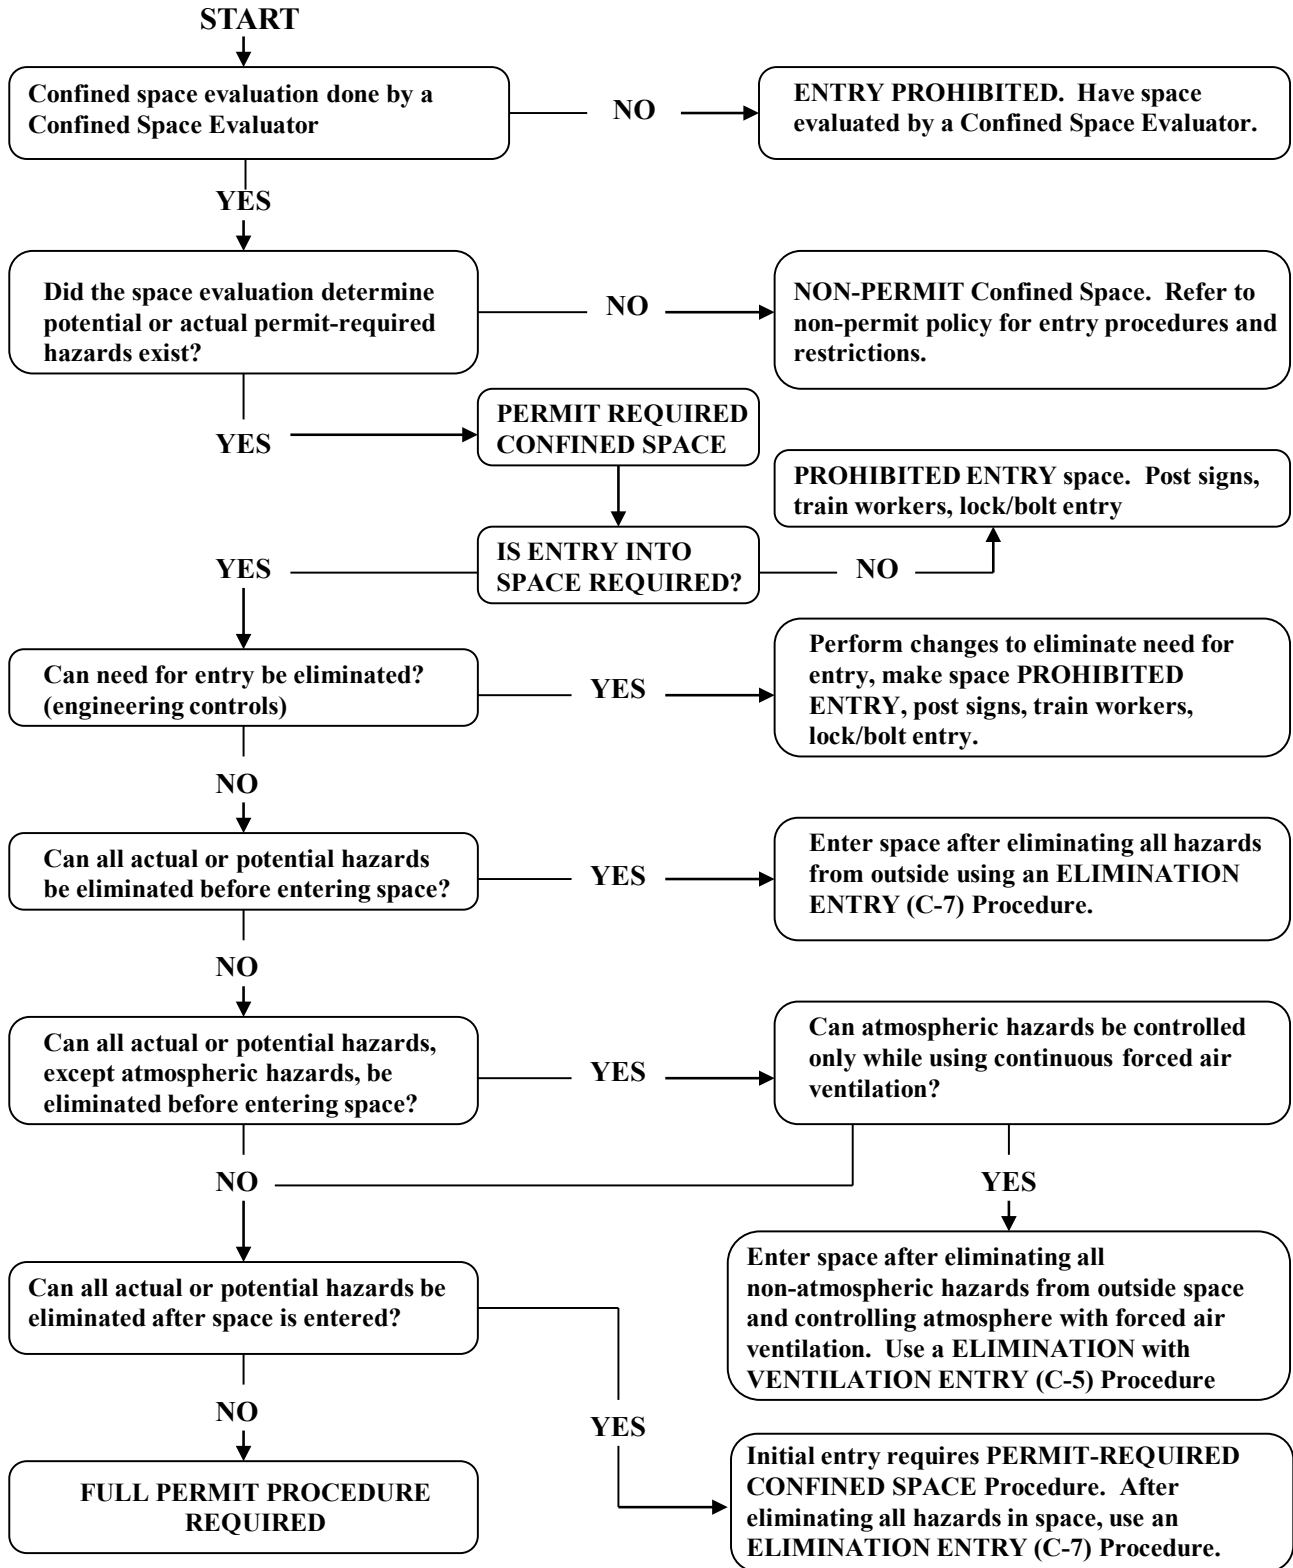 START
Confined space evaluation done by a
Confined Space Evaluator
NO
ENTRY PROHIBITED. Have space
evaluated by a Confined Space Evaluator.
YES
Did the space evaluation determine
potential or actual permit-required
hazards exist?
NO
NON-PERMIT Confined Space. Refer to
non-permit policy for entry procedures and
restrictions.
YES
PERMIT REQUIRED
CONFINED SPACE
PROHIBITED ENTRY space. Post signs,
train workers, lock/bolt entry
IS ENTRY INTO
SPACE REQUIRED?
YES
NO
Can need for entry be eliminated?
(engineering controls)
YES
Perform changes to eliminate need for
entry, make space PROHIBITED
ENTRY, post signs, train workers,
lock/bolt entry.
NO
Can all actual or potential hazards
be eliminated before entering space?
YES
Enter space after eliminating all hazards
from outside using an ELIMINATION
ENTRY (C-7) Procedure.
NO
Can all actual or potential hazards,
except atmospheric hazards, be
eliminated before entering space?
YES
Can atmospheric hazards be controlled
only while using continuous forced air
ventilation?
NO
YES
Can all actual or potential hazards be
eliminated after space is entered?
Enter space after eliminating all
non-atmospheric hazards from outside space
and controlling atmosphere with forced air
ventilation. Use a ELIMINATION with
VENTILATION ENTRY (C-5) Procedure
NO
YES
FULL PERMIT PROCEDURE
REQUIRED
Initial entry requires PERMIT-REQUIRED
CONFINED SPACE Procedure. After
eliminating all hazards in space, use an
ELIMINATION ENTRY (C-7) Procedure.